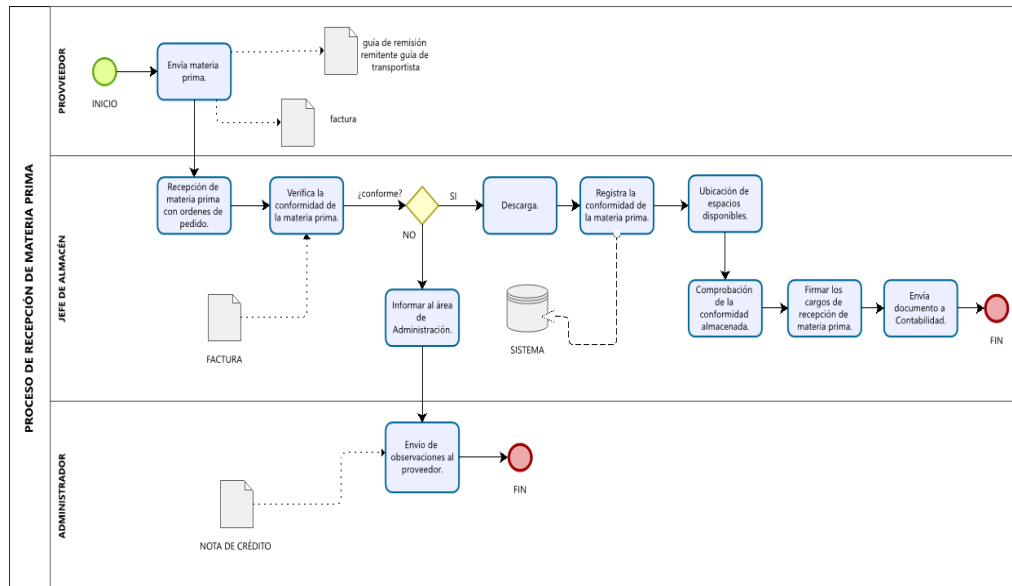 PROCESO DE RECEPCIÓN DE MATERIA PRIMA
PROVVEEDOR
INICIO
Envía materia
prima.
guía de remisión
remitente guía de
transportista
factura
JEFE DE ALMACÉN
Recepción de
materia prima
con ordenes de
pedido.
Verifica la
conformidad de
la materia prima.
¿conforme?
SI
NO
Descarga.
Registra la
conformidad de
la materia prima.
Ubicación de
espacios
disponibles.
FACTURA
Informar al área
de
Administración.
SISTEMA
Comprobación
de la
conformidad
almacenada.
Firmar los
cargos de
recepción de
materia prima.
Envía
documento a
Contabilidad.
FIN
ADMINISTRADOR
Envío de
observaciones al
proveedor.
FIN
NOTA DE CRÉDITO